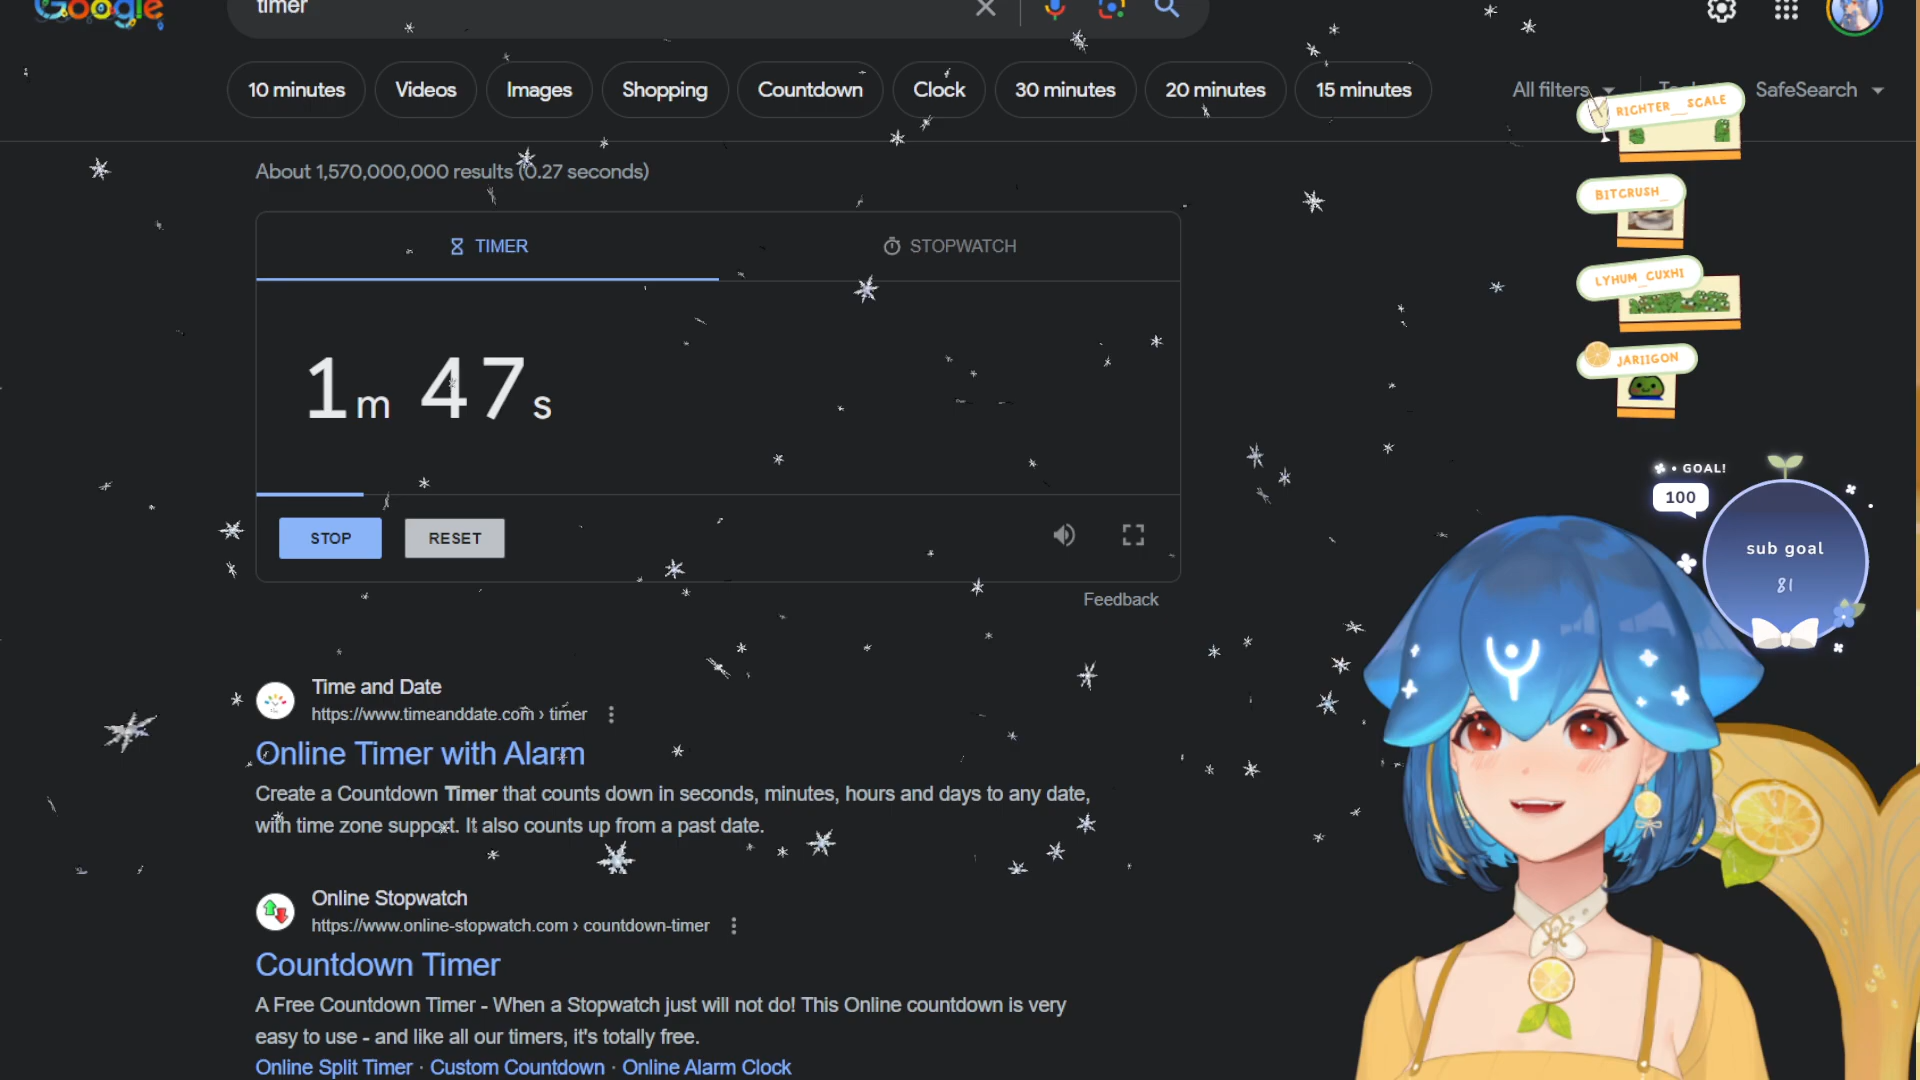 Google
timer
10 minutes
Videos
Images
Shopping
Countdown
Clock
30 minutes
20 minutes
15 minutes
All filters
SafeSearch
RICHTER__SCALE
About 1,570,000,000 results (0.27 seconds)
BITCRUSH_
TIMER
STOPWATCH
LYHUM_GUXHI
JARIIGON
1m 47s
• GOAL!
100
STOP
RESET
sub goal
81
Feedback
Time and Date
https://www.timeanddate.com › timer
Online Timer with Alarm
Create a Countdown Timer that counts down in seconds, minutes, hours and days to any date,
with time zone support. It also counts up from a past date.
Online Stopwatch
https://www.online-stopwatch.com › countdown-timer
Countdown Timer
A Free Countdown Timer - When a Stopwatch just will not do! This Online countdown is very
easy to use - and like all our timers, it's totally free.
Online Split Timer · Custom Countdown · Online Alarm Clock